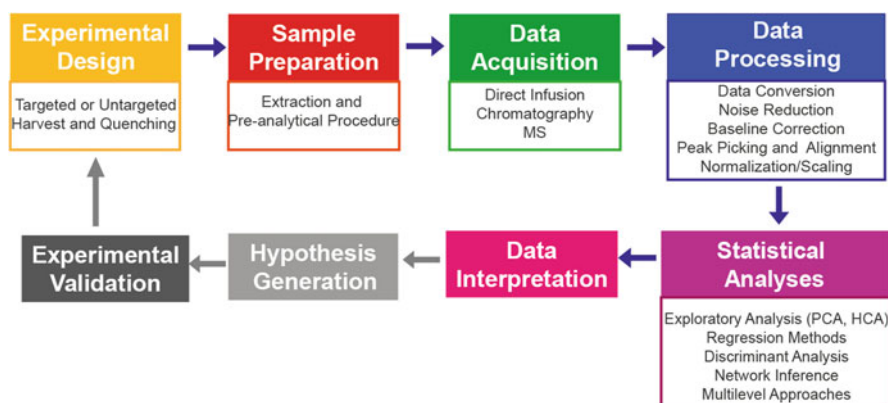 Experimental
Design
Targeted or Untargeted
Harvest and Quenching
Sample
Preparation
Extraction and
Pre-analytical Procedure
Data
Acquisition
Direct Infusion
Chromatography
MS
Data
Processing
Data Conversion
Noise Reduction
Baseline Correction
Peak Picking and Alignment
Normalization/Scaling
Statistical
Analyses
Exploratory Analysis (PCA, HCA)
Regression Methods
Discriminant Analysis
Network Inference
Multilevel Approaches
Data
Interpretation
Hypothesis
Generation
Experimental
Validation